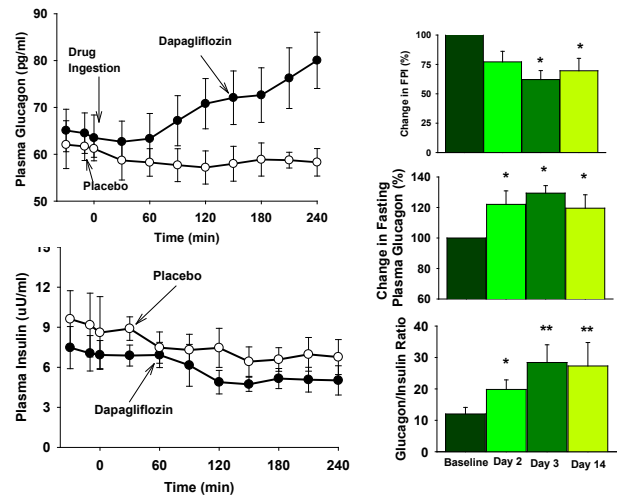 90
80
70
60
50
Plasma Glucagon (pg/ml)
Drug
Ingestion
Dapagliflozin
Placebo
0 60 120 180 240
Time (min)
15
12
9
6
3
0
Plasma Insulin (uU/ml)
Placebo
Dapagliflozin
0 60 120 180 240
Time (min)
100
75
50
25
0
Change in FPI (%)
* *
140
120
100
80
60
Change in Fasting
Plasma Glucagon (%)
* * *
40
30
20
10
0
Glucagon/Insulin Ratio
* ** **
Baseline Day 2 Day 3 Day 14